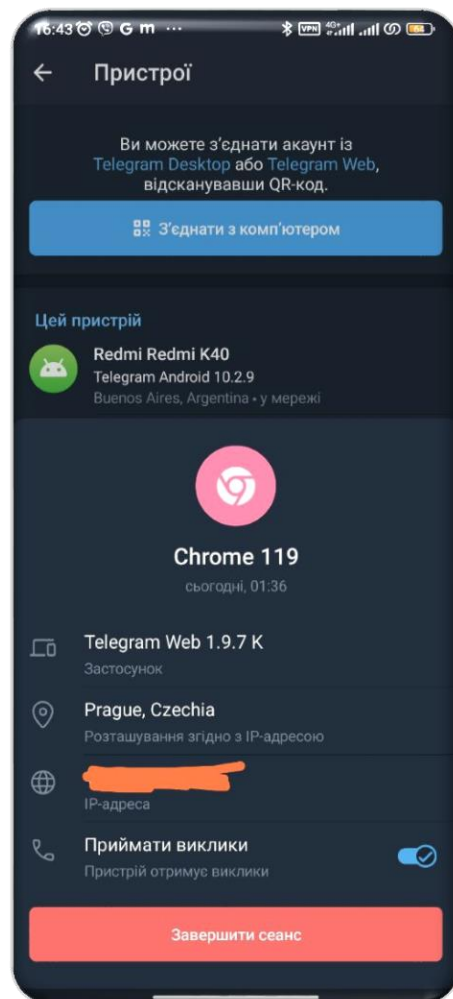 16:43 G m ...
VPN 4G+
64
Пристрої
Ви можете з’єднати акаунт із
Telegram Desktop або Telegram Web,
відсканувавши QR-код.
З’єднати з комп’ютером
Цей пристрій
Redmi Redmi K40
Telegram Android 10.2.9
Buenos Aires, Argentina • у мережі
Chrome 119
сьогодні, 01:36
Telegram Web 1.9.7 K
Застосунок
Prague, Czechia
Розташування згідно з IP-адресою
IP-адреса
Приймати виклики
Пристрій отримує виклики
Завершити сеанс